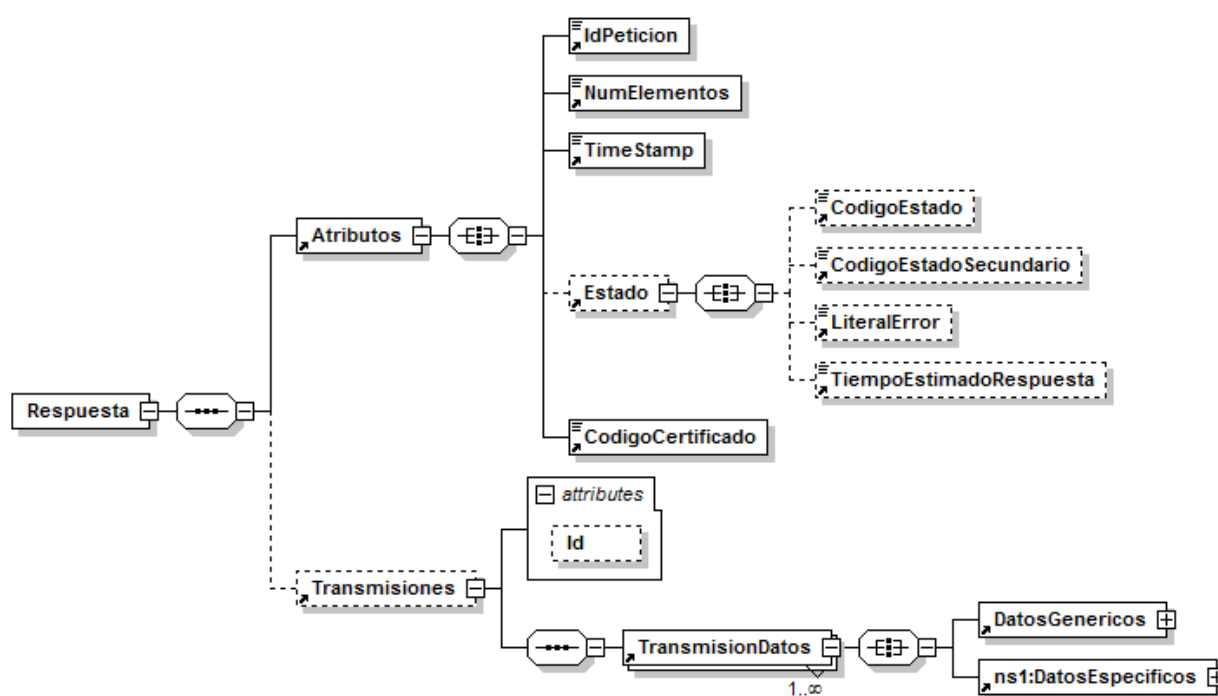 IdPeticion
NumElementos
TimeStamp
CodigoEstado
Atributos
CodigoEstadoSecundario
Estado
LiteralError
TiempoEstimadoRespuesta
Respuesta
CodigoCertificado
attributes
Id
Transmisiones
DatosGenericos
TransmisionDatos
ns1:DatosEspecificos
1..∞